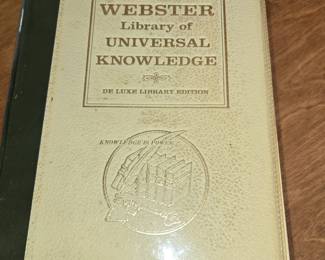 WEBSTER
Library of
UNIVERSAL
KNOWLEDGE
DE LUXE LIBRARY EDITION
KNOWLEDGE IS POWER